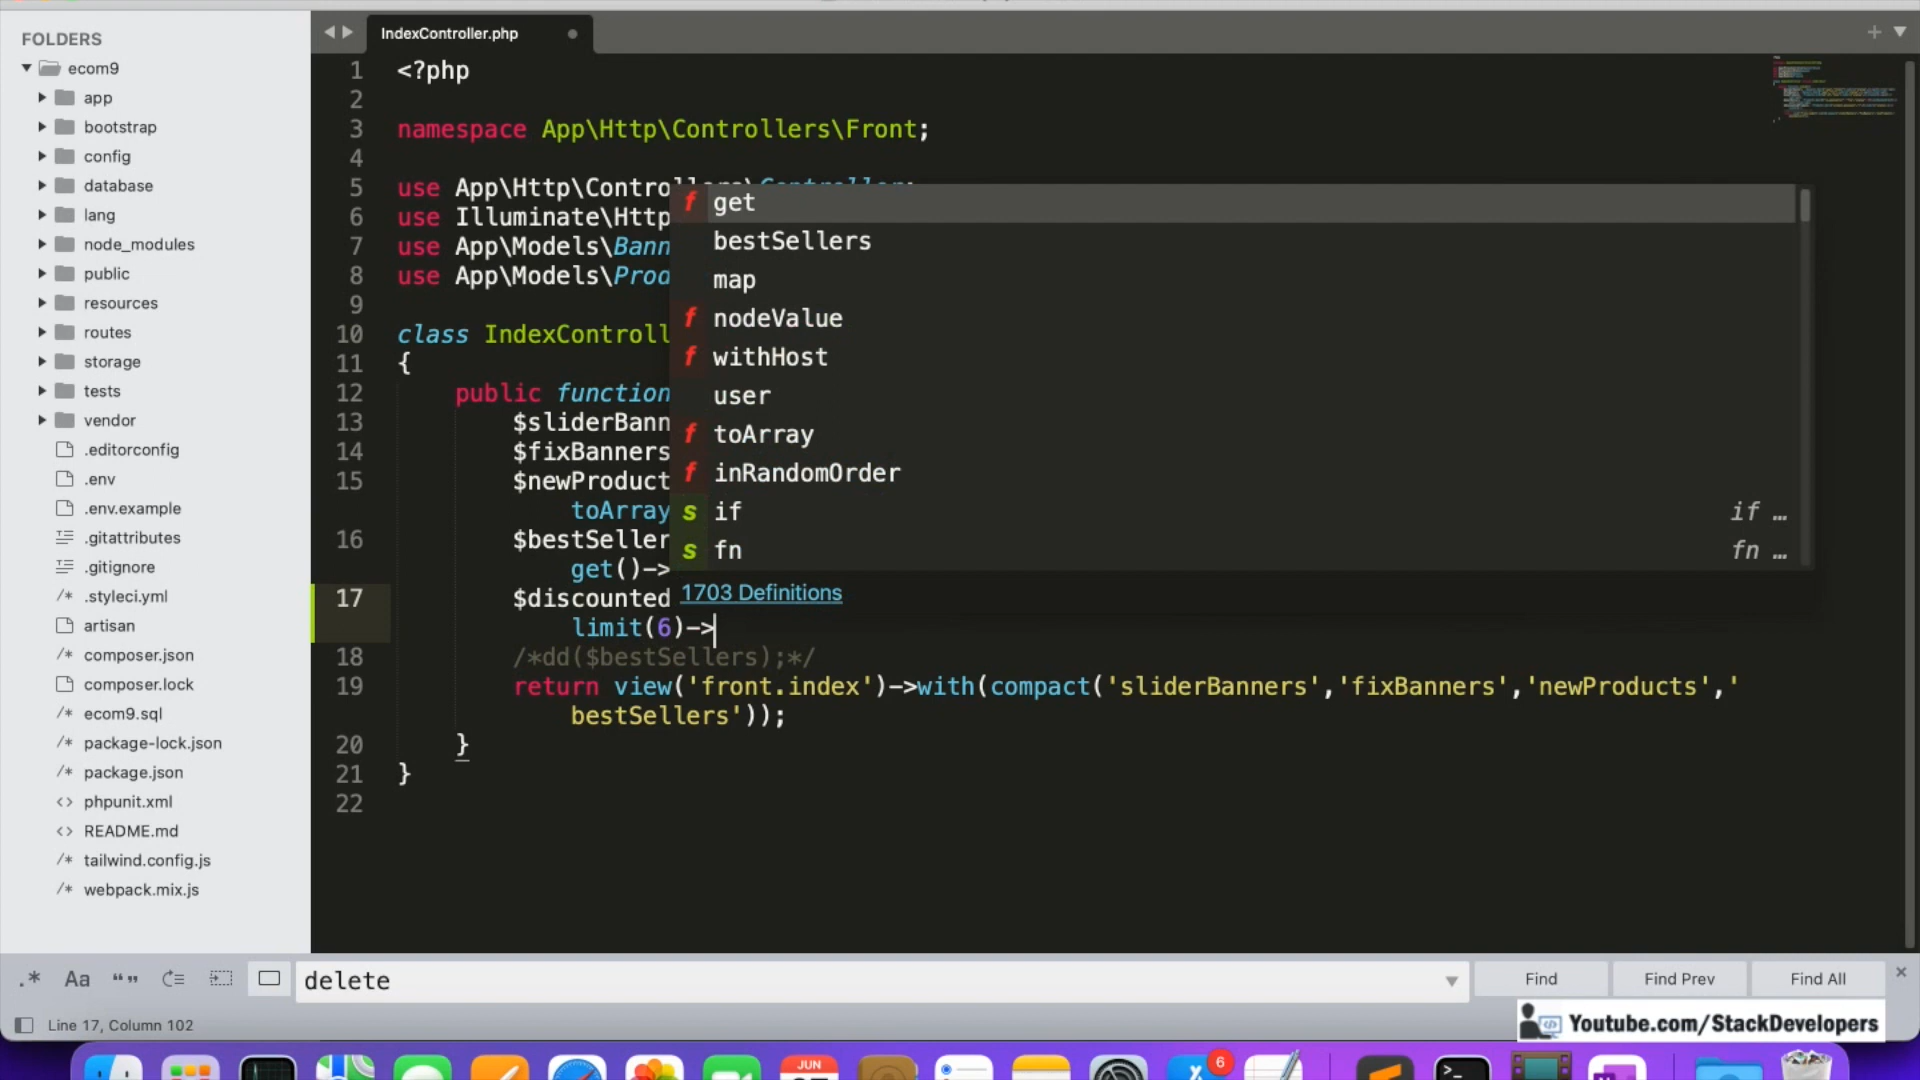 FOLDERS
ecom9
app
bootstrap
config
database
lang
node_modules
public
resources
routes
storage
tests
vendor
.editorconfig
.env
.env.example
.gitattributes
.gitignore
.styleci.yml
artisan
composer.json
composer.lock
ecom9.sql
package-lock.json
package.json
phpunit.xml
README.md
tailwind.config.js
webpack.mix.js
IndexController.php
1 <?php
2
3 namespace App\Http\Controllers\Front;
4
5 use App\Http\Controllers\Controller;
6 use Illuminate\Http
7 use App\Models\Bann
8 use App\Models\Prod
9
10 class IndexControll
11 {
12 public function
13 $sliderBann
14 $fixBanners
15 $newProduct
toArray
16 $bestSeller
get()->
17 $discounted
limit(6)->
18 /*dd($bestSellers);*/
19 return view('front.index')->with(compact('sliderBanners','fixBanners','newProducts','
bestSellers'));
20 }
21 }
22
f get
bestSellers
map
f nodeValue
f withHost
user
f toArray
f inRandomOrder
s if if …
s fn fn …
1703 Definitions
.* Aa “” delete Find Find Prev Find All
Line 17, Column 102
Youtube.com/StackDevelopers
JUN
6